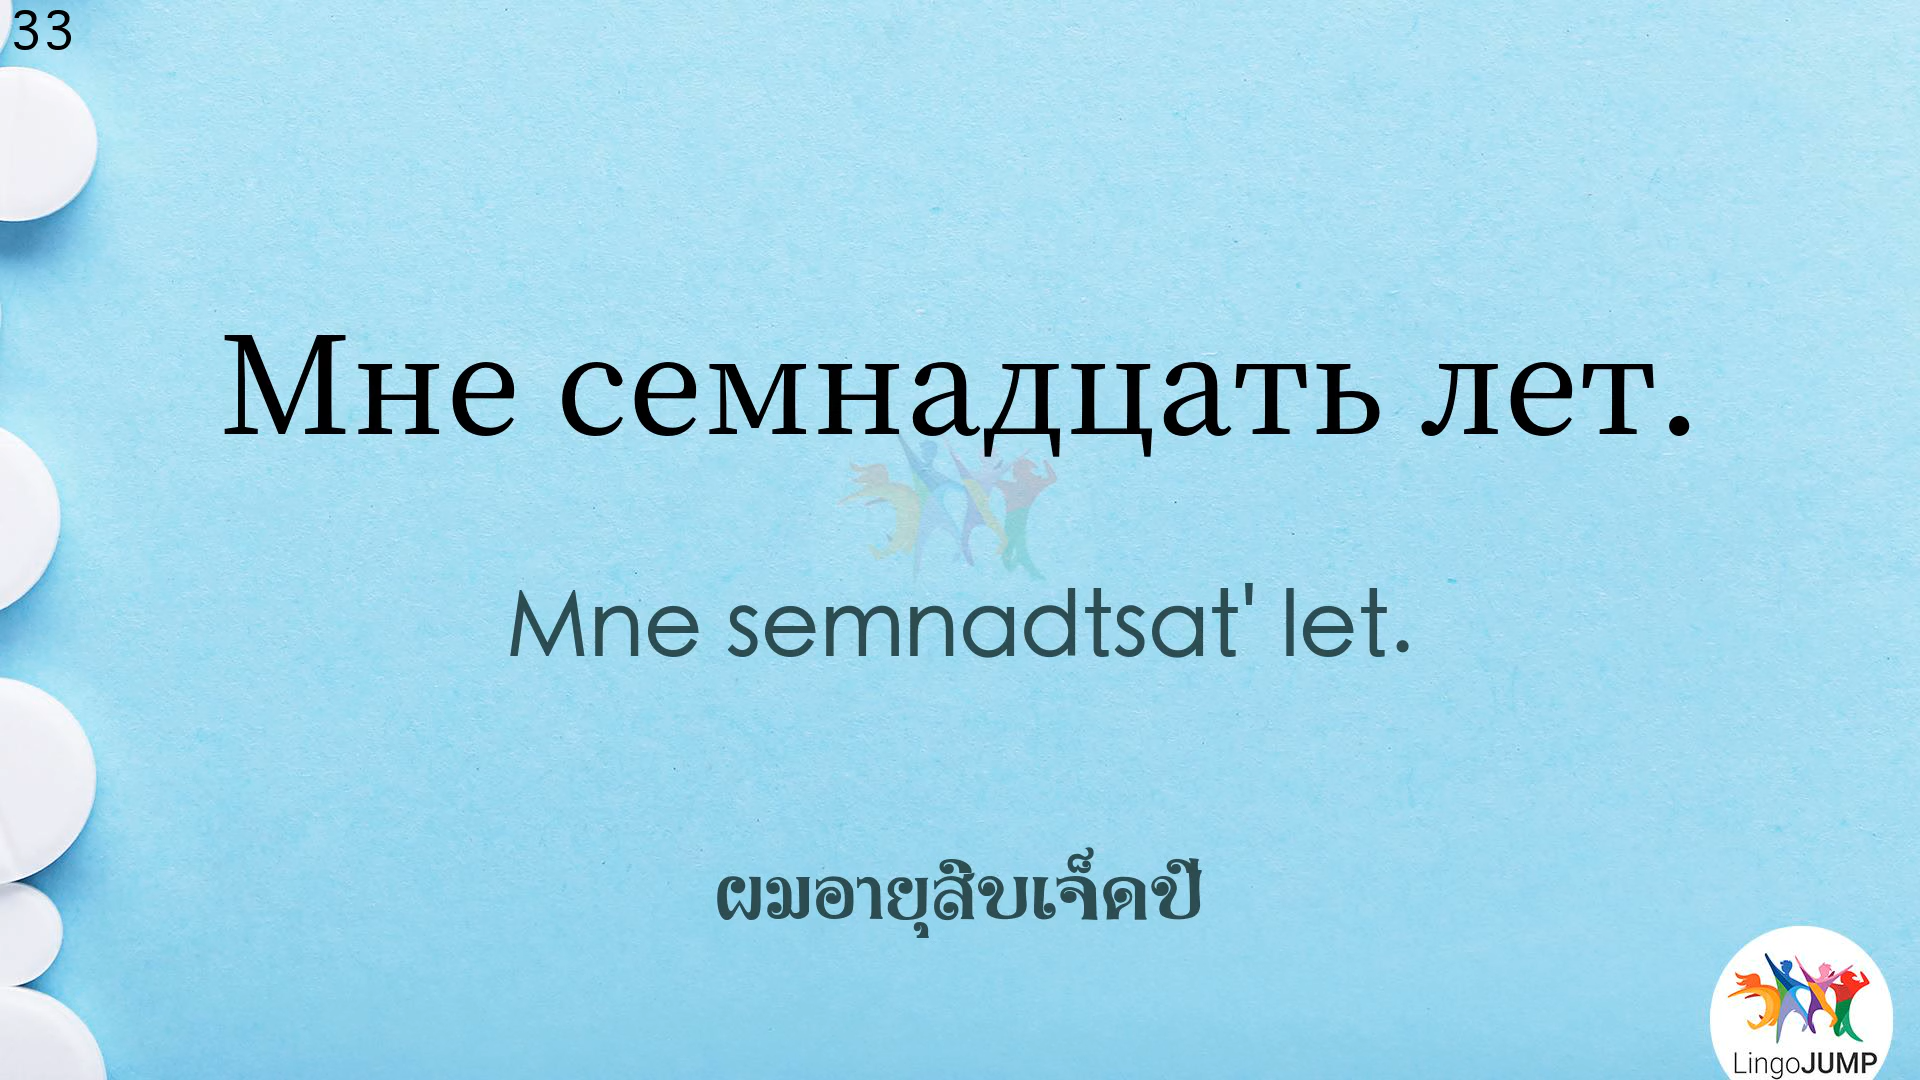 33
Мне семнадцать лет.
Mne semnadtsat' let.
ผมอายุสิบเจ็ดปี
LingoJUMP